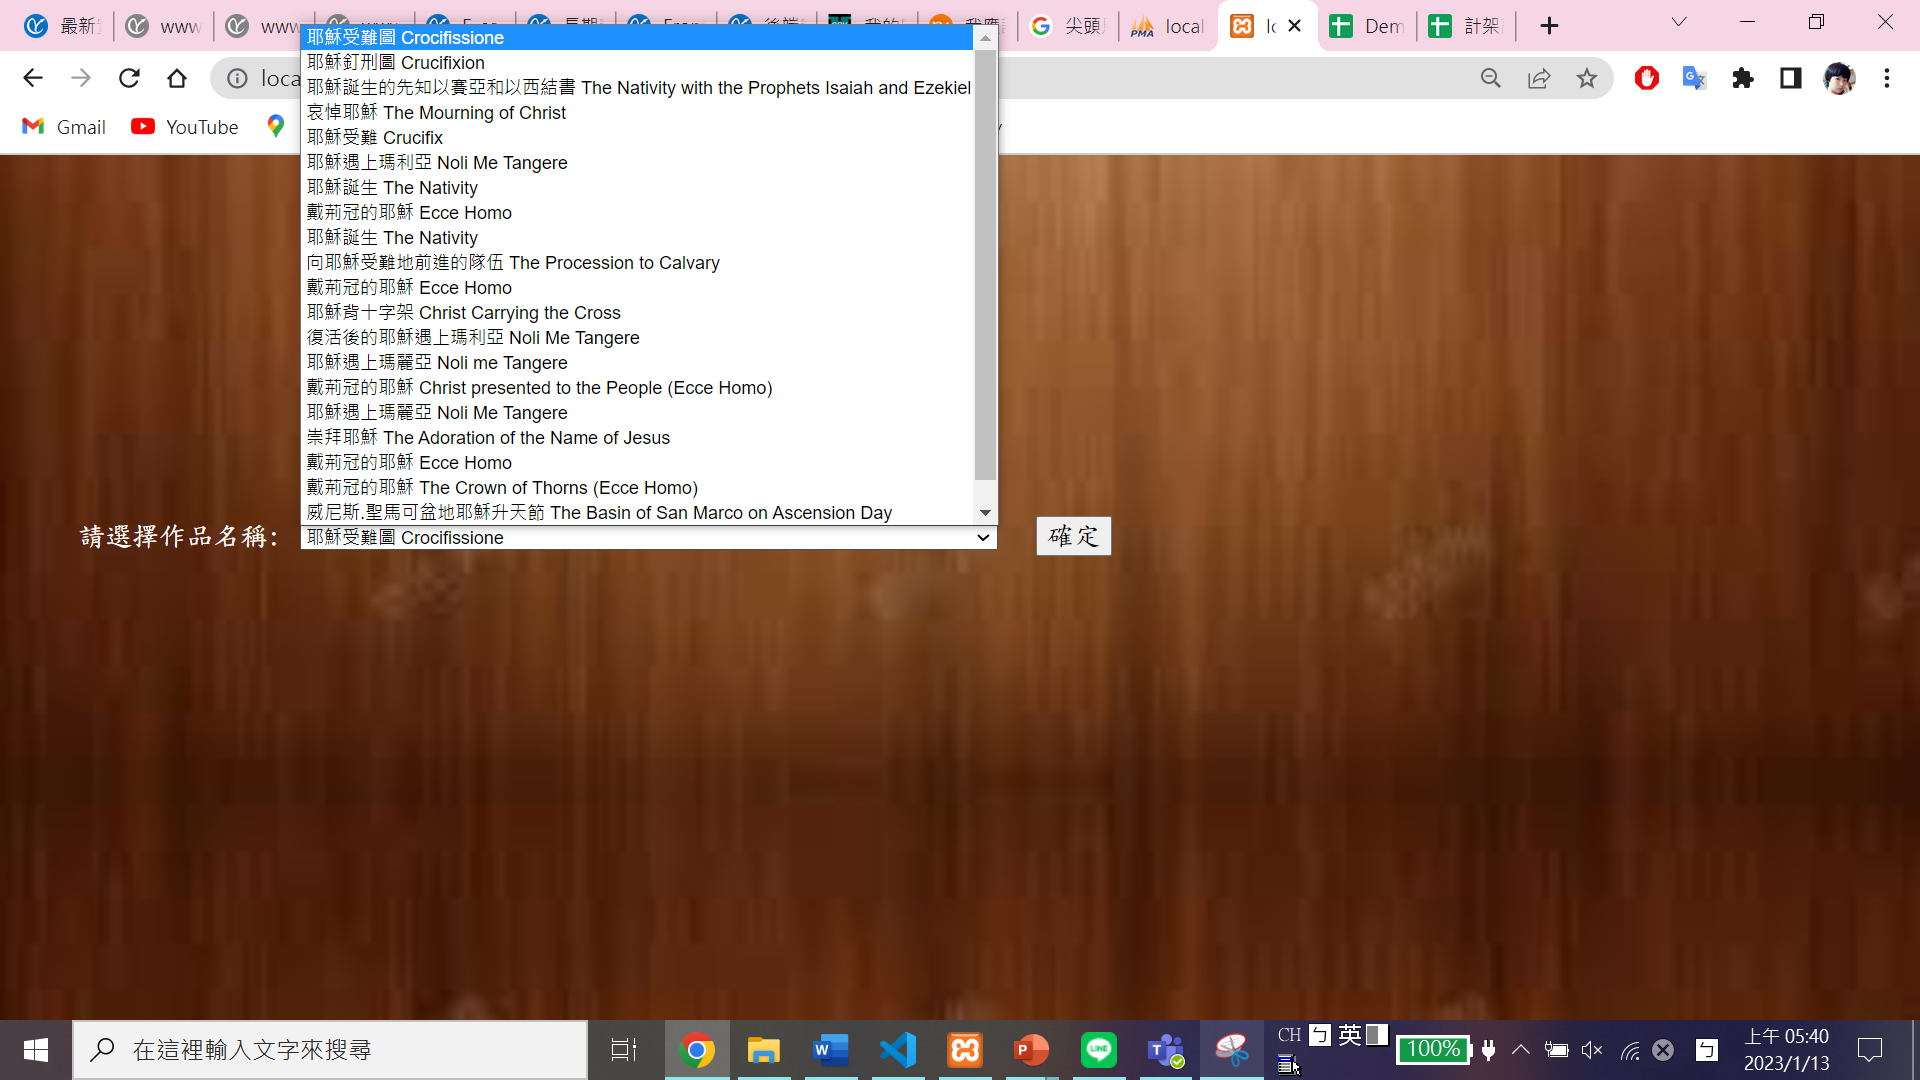 最新
www
www
local
Dem
計架
loca
Gmail
YouTube
耶穌受難圖 Crocifissione
耶穌釘刑圖 Crucifixion
耶穌誕生的先知以賽亞和以西結書 The Nativity with the Prophets Isaiah and Ezekiel
哀悼耶穌 The Mourning of Christ
耶穌受難 Crucifix
耶穌遇上瑪利亞 Noli Me Tangere
耶穌誕生 The Nativity
戴荊冠的耶穌 Ecce Homo
耶穌誕生 The Nativity
向耶穌受難地前進的隊伍 The Procession to Calvary
戴荊冠的耶穌 Ecce Homo
耶穌背十字架 Christ Carrying the Cross
復活後的耶穌遇上瑪利亞 Noli Me Tangere
耶穌遇上瑪麗亞 Noli me Tangere
戴荊冠的耶穌 Christ presented to the People (Ecce Homo)
耶穌遇上瑪麗亞 Noli Me Tangere
崇拜耶穌 The Adoration of the Name of Jesus
戴荊冠的耶穌 Ecce Homo
戴荊冠的耶穌 The Crown of Thorns (Ecce Homo)
威尼斯.聖馬可盆地耶穌升天節 The Basin of San Marco on Ascension Day
請選擇作品名稱： 耶穌受難圖 Crocifissione 確定
在這裡輸入文字來搜尋
CH ㄅ 英
100%
ㄅ
上午 05:40
2023/1/13